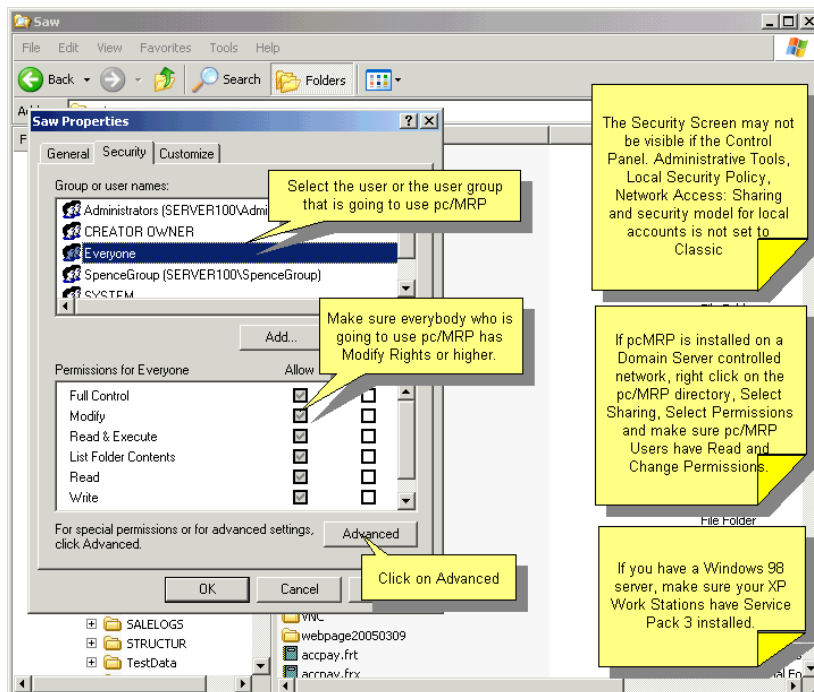 Saw
File Edit View Favorites Tools Help
Back Search Folders
Saw Properties
General Security Customize
Group or user names:
Administrators (SERVER100\Admi
CREATOR OWNER
Everyone
SpenceGroup (SERVER100\SpenceGroup)
SYSTEM
Select the user or the user group
that is going to use pc/MRP
Add...
Make sure everybody who is
going to use pc/MRP has
Modify Rights or higher.
Permissions for Everyone Allow
Full Control
Modify
Read & Execute
List Folder Contents
Read
Write
For special permissions or for advanced settings,
click Advanced.
Advanced
Click on Advanced
OK Cancel
SALELOGS
STRUCTUR
TestData
VNC
webpage20050309
accpay.frt
accpay.frx
The Security Screen may not
be visible if the Control
Panel. Administrative Tools,
Local Security Policy,
Network Access: Sharing
and security model for local
accounts is not set to
Classic
File Folder
If pcMRP is installed on a
Domain Server controlled
network, right click on the
pc/MRP directory, Select
Sharing, Select Permissions
and make sure pc/MRP
Users have Read and
Change Permissions.
File Folder
If you have a Windows 98
server, make sure your XP
Work Stations have Service
Pack 3 installed.